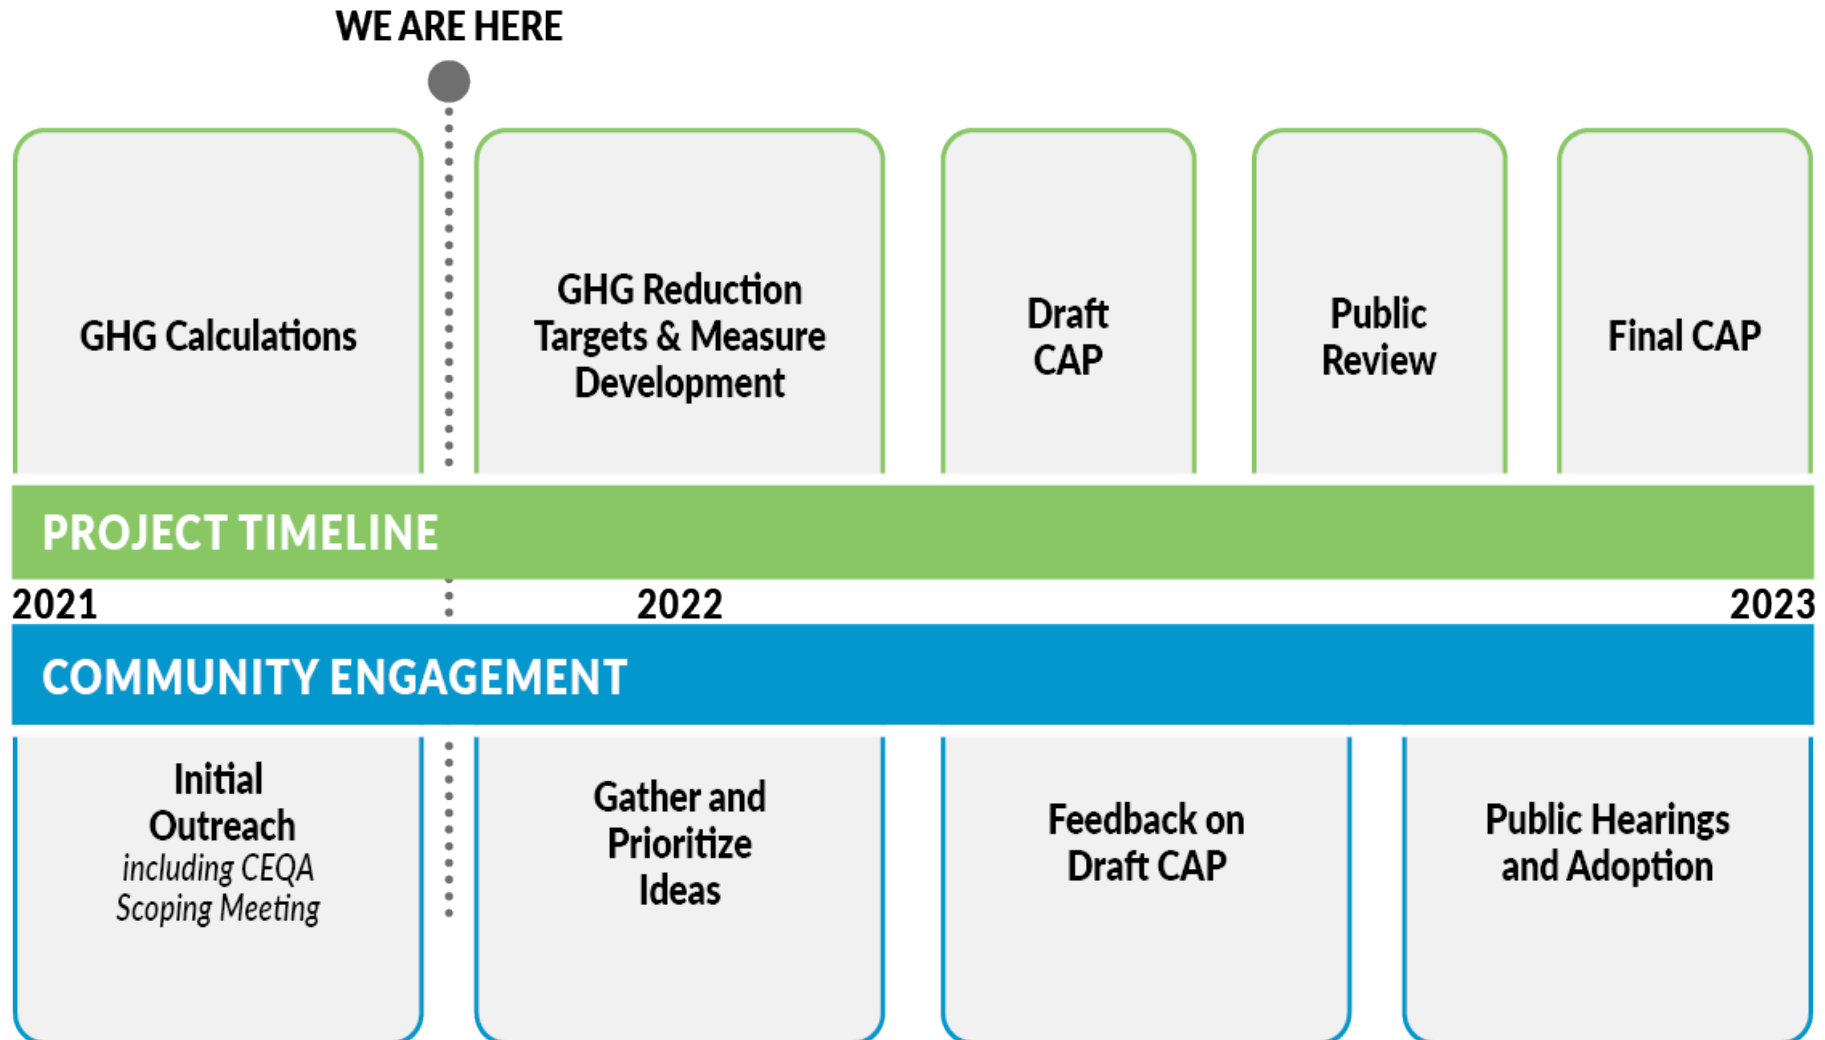 WE ARE HERE
GHG Calculations
GHG Reduction
Targets & Measure
Development
Draft
CAP
Public
Review
Final CAP
PROJECT TIMELINE
2021
2022
2023
COMMUNITY ENGAGEMENT
Initial
Outreach
including CEQA
Scoping Meeting
Gather and
Prioritize
Ideas
Feedback on
Draft CAP
Public Hearings
and Adoption